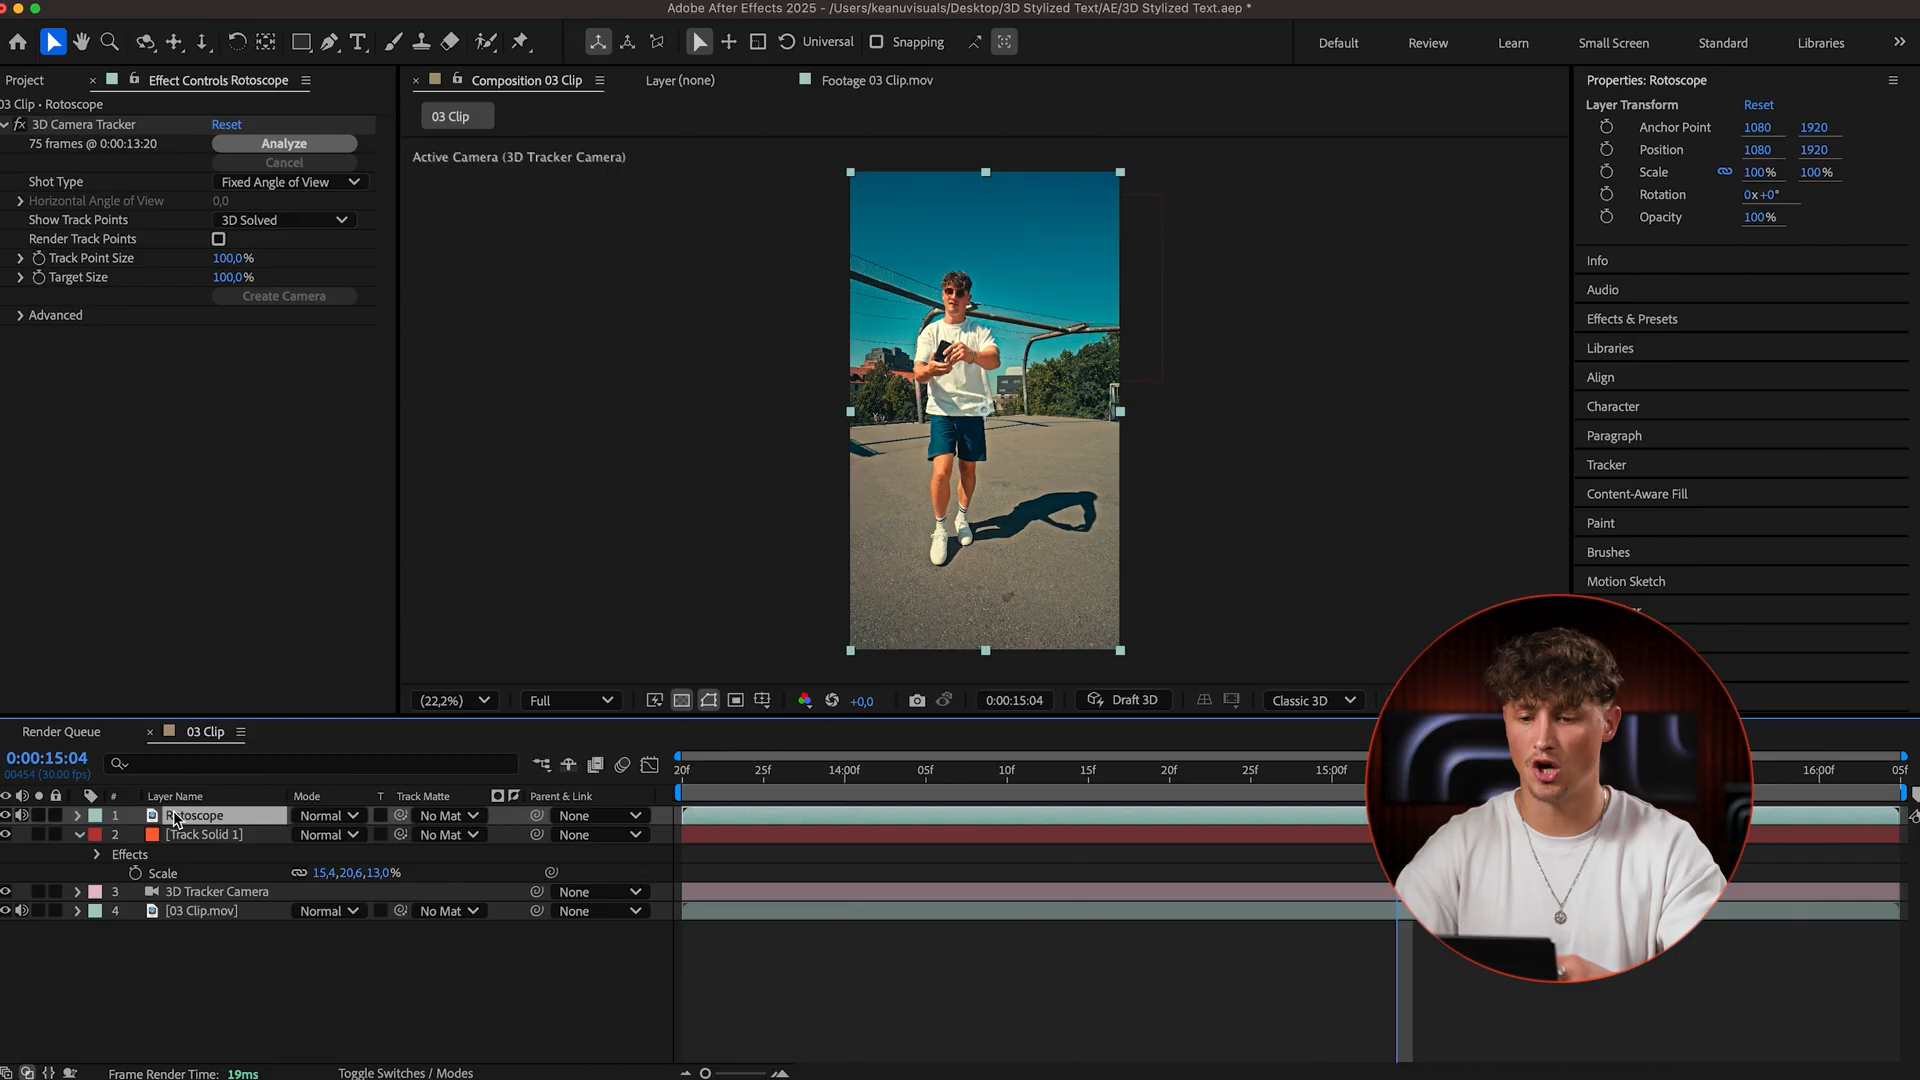 Adobe After Effects 2025 - /Users/keanuvisuals/Desktop/3D Stylized Text/AE/3D Stylized Text.aep *
Universal Snapping Default Review Learn Small Screen Standard Libraries
Project Effect Controls Rotoscope
03 Clip • Rotoscope
fx 3D Camera Tracker Reset
75 frames @ 0:00:13:20 Analyze
Cancel
Shot Type Fixed Angle of View
Horizontal Angle of View 0,0
Show Track Points 3D Solved
Render Track Points
Track Point Size 100,0%
Target Size 100,0%
Create Camera
Advanced
Composition 03 Clip Layer (none) Footage 03 Clip.mov
03 Clip
Active Camera (3D Tracker Camera)
(22,2%) Full +0,0 0:00:15:04 Draft 3D Classic 3D
Properties: Rotoscope
Layer Transform Reset
Anchor Point 1080 1920
Position 1080 1920
Scale 100% 100%
Rotation 0x+0°
Opacity 100%
Info
Audio
Effects & Presets
Libraries
Align
Character
Paragraph
Tracker
Content-Aware Fill
Paint
Brushes
Motion Sketch
Render Queue 03 Clip
0:00:15:04
00454 (30.00 fps)
20f 25f 14:00f 05f 10f 15f 20f 25f 15:00f 16:00f 05f
# Layer Name Mode T Track Matte Parent & Link
1 Rotoscope Normal No Mat None
2 [Track Solid 1] Normal No Mat None
Effects
Scale 15,4,20,6,13,0%
3 3D Tracker Camera None
4 [03 Clip.mov] Normal No Mat None
Frame Render Time: 19ms Toggle Switches / Modes